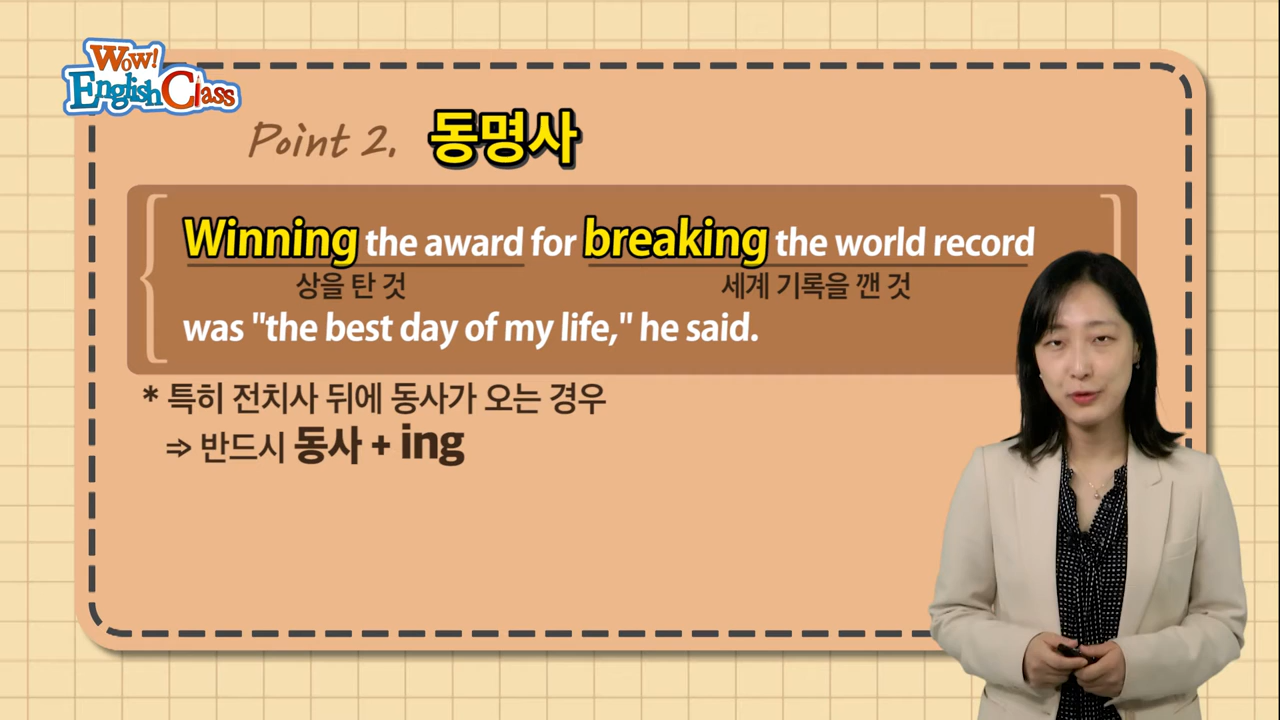 Wow!
English Class
Point 2. 동명사
Winning the award for breaking the world record
상을 탄 것 세계 기록을 깬 것
was "the best day of my life," he said.
* 특히 전치사 뒤에 동사가 오는 경우
⇒ 반드시 동사 + ing